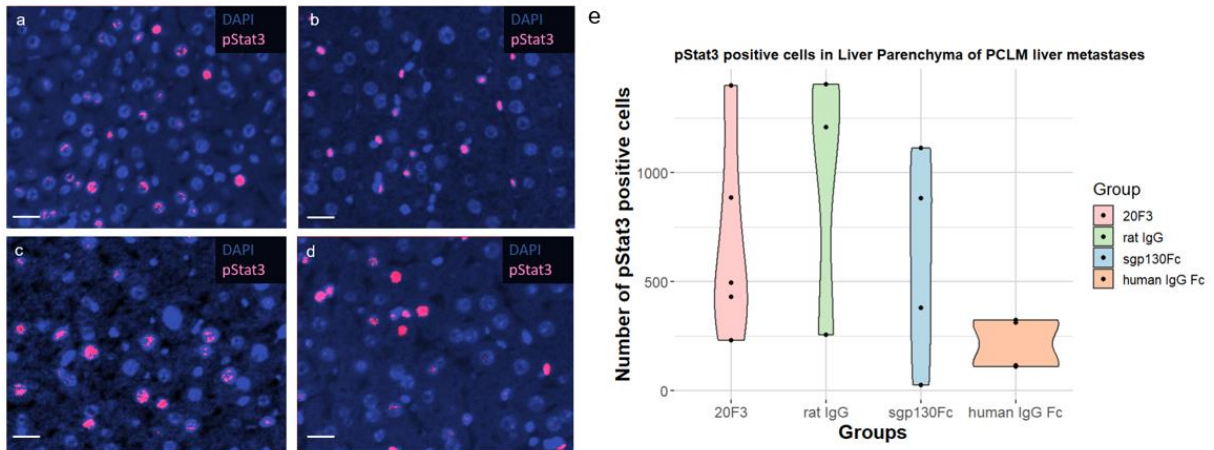 a
DAPI
pStat3
b
DAPI
pStat3
c
DAPI
pStat3
d
DAPI
pStat3
e
pStat3 positive cells in Liver Parenchyma of PCLM liver metastases
Number of pStat3 positive cells
1000
500
0
20F3
rat IgG
sgp130Fc
human IgG Fc
Groups
Group
20F3
rat IgG
sgp130Fc
human IgG Fc